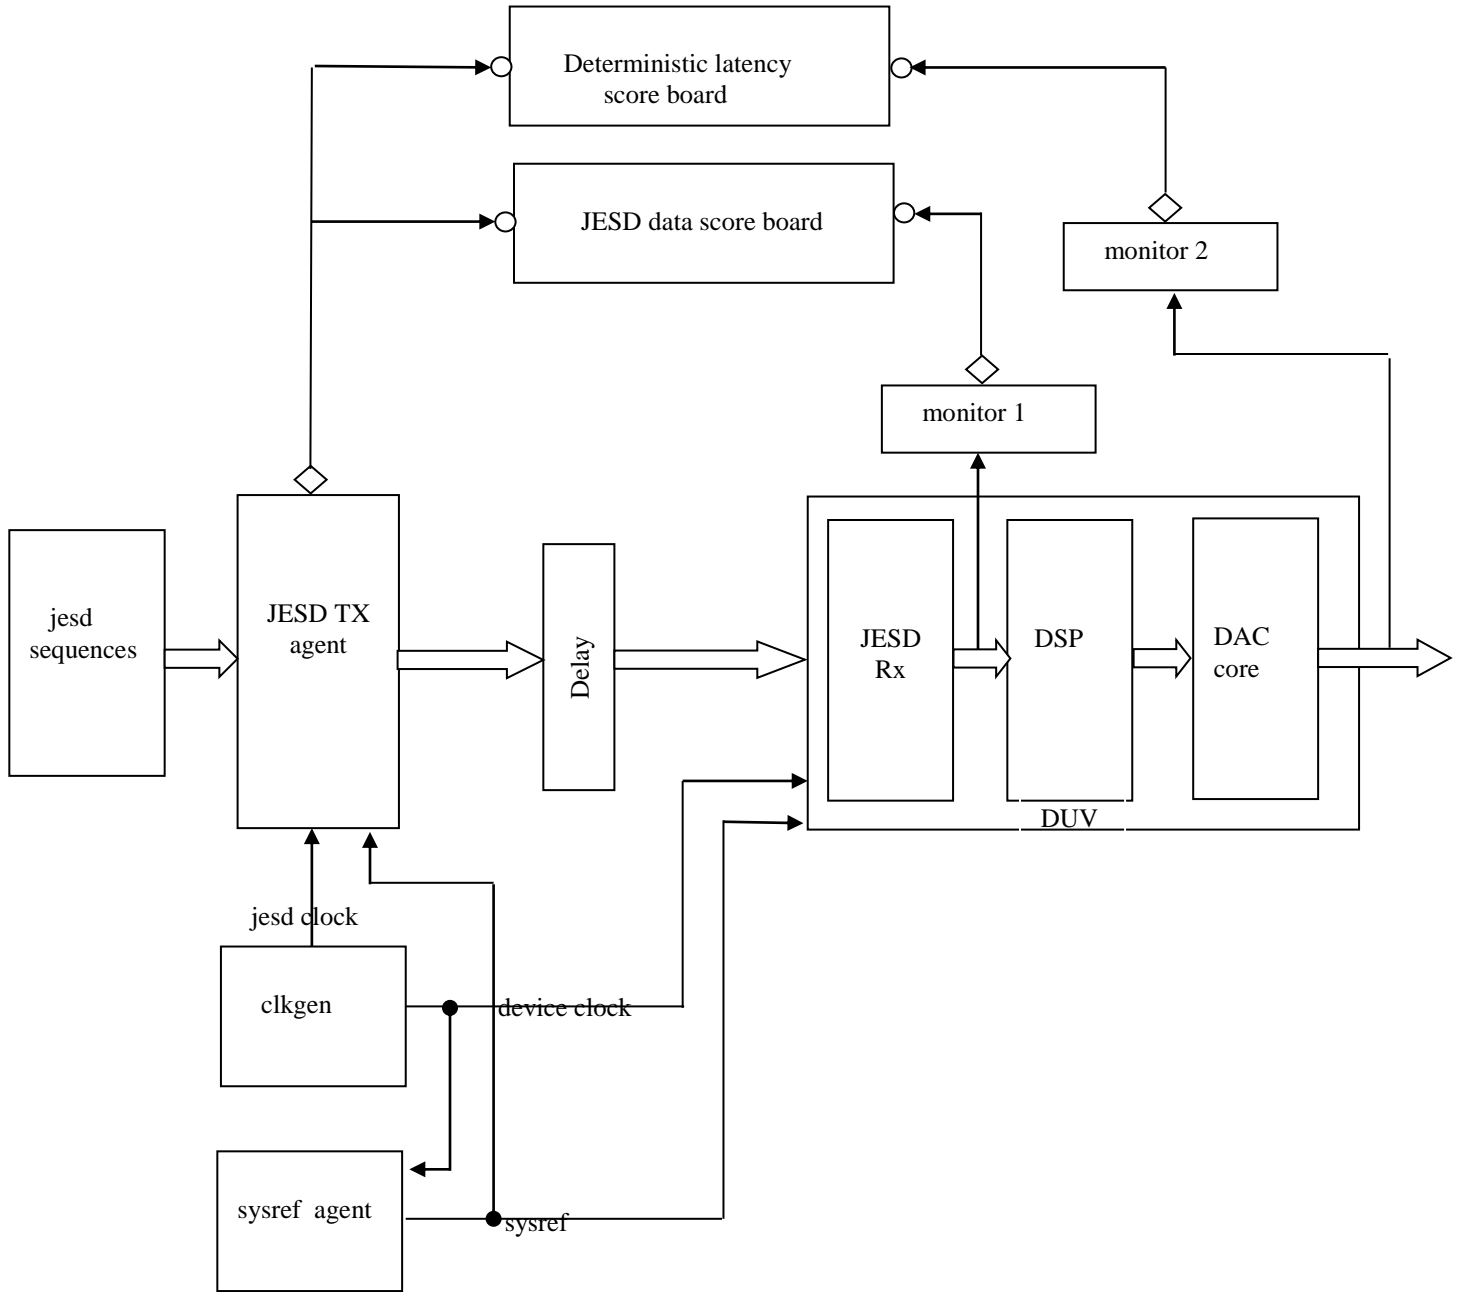 Deterministic latency
score board
JESD data score board
monitor 2
monitor 1
jesd
sequences
JESD TX
agent
Delay
JESD
Rx
DSP
DAC
core
DUV
jesd clock
clkgen
device clock
sysref agent
sysref